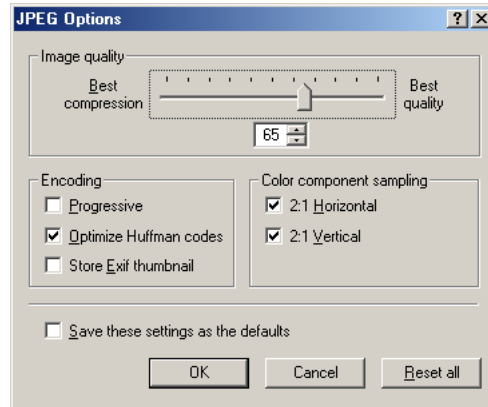 JPEG Options
Image quality
Best compression
Best quality
65
Encoding
Progressive
Optimize Huffman codes
Store Exif thumbnail
Color component sampling
2:1 Horizontal
2:1 Vertical
Save these settings as the defaults
OK
Cancel
Reset all